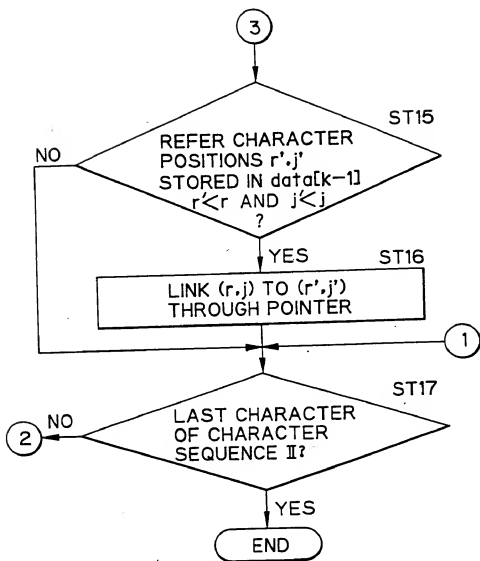 3
ST15
REFER CHARACTER
POSITIONS r'.j'
STORED IN data[k-1]
r'<r AND j'<j
?
NO
YES
ST16
LINK (r.j) TO (r'.j')
THROUGH POINTER
1
ST17
LAST CHARACTER
OF CHARACTER
SEQUENCE II?
NO
2
YES
END